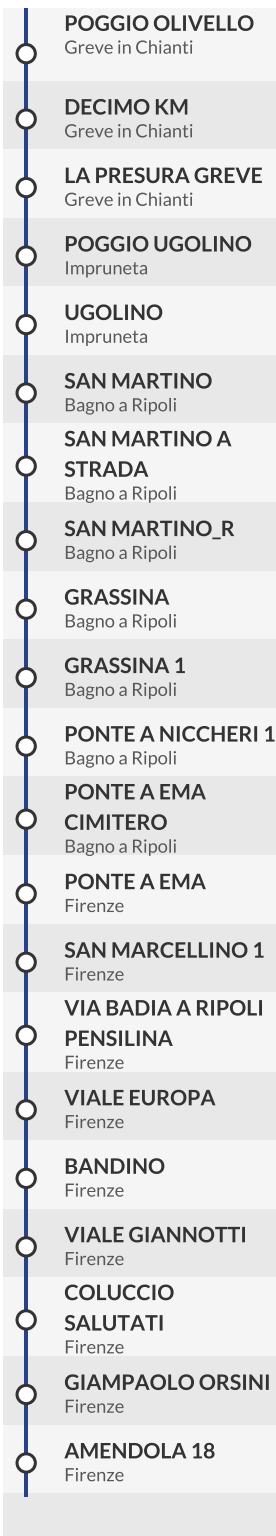 POGGIO OLIVELLO
Greve in Chianti
DECIMO KM
Greve in Chianti
LA PRESURA GREVE
Greve in Chianti
POGGIO UGOLINO
Impruneta
UGOLINO
Impruneta
SAN MARTINO
Bagno a Ripoli
SAN MARTINO A
STRADA
Bagno a Ripoli
SAN MARTINO_R
Bagno a Ripoli
GRASSINA
Bagno a Ripoli
GRASSINA 1
Bagno a Ripoli
PONTE A NICCHERI 1
Bagno a Ripoli
PONTE A EMA
CIMITERO
Bagno a Ripoli
PONTE A EMA
Firenze
SAN MARCELLINO 1
Firenze
VIA BADIA A RIPOLI
PENSILINA
Firenze
VIALE EUROPA
Firenze
BANDINO
Firenze
VIALE GIANNOTTI
Firenze
COLUCCIO
SALUTATI
Firenze
GIAMPAOLO ORSINI
Firenze
AMENDOLA 18
Firenze